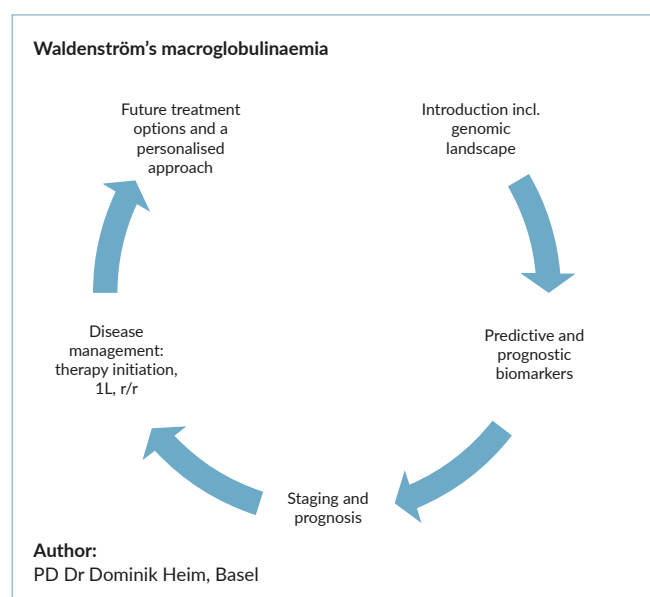 Waldenström’s macroglobulinaemia
Introduction incl.
genomic
landscape
Predictive and
prognostic
biomarkers
Staging and
prognosis
Disease
management:
therapy initiation,
1L, r/r
Future treatment
options and a
personalised
approach
Author:
PD Dr Dominik Heim, Basel